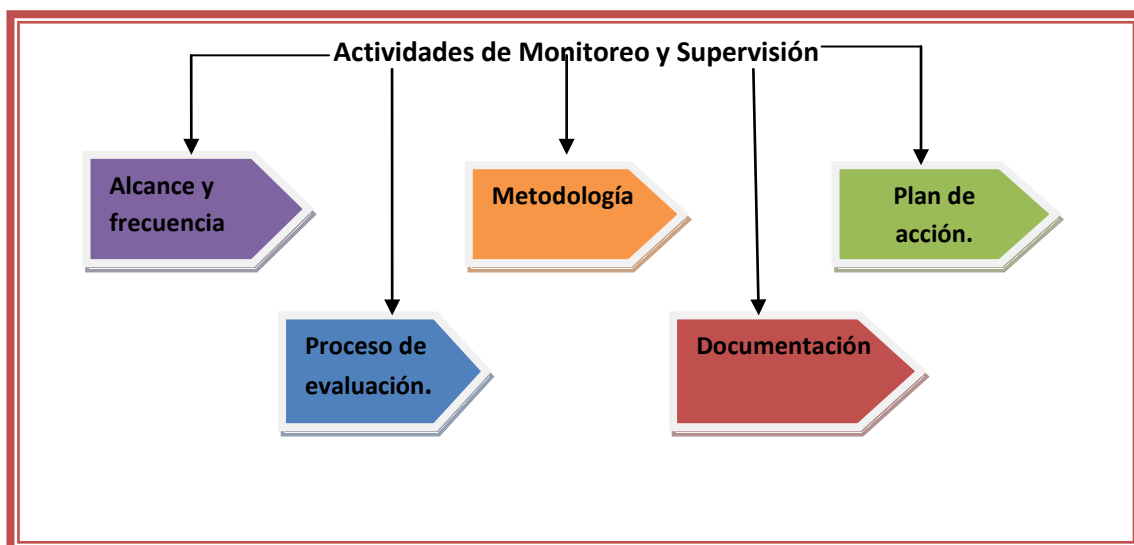 Actividades de Monitoreo y Supervisión
Alcance y
frecuencia
Metodología
Plan de
acción.
Proceso de
evaluación.
Documentación